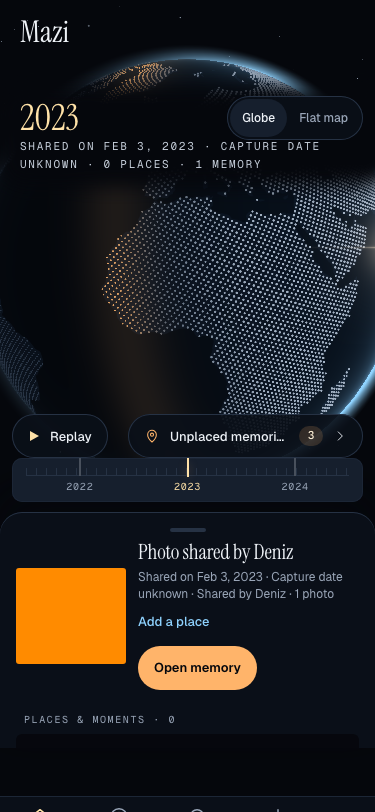 Mazi
2023
Globe
Flat map
SHARED ON FEB 3, 2023 · CAPTURE DATE
UNKNOWN · 0 PLACES · 1 MEMORY
Replay
Unplaced memori...
3
2022
2023
2024
Photo shared by Deniz
Shared on Feb 3, 2023 · Capture date
unknown · Shared by Deniz · 1 photo
Add a place
Open memory
PLACES & MOMENTS · 0